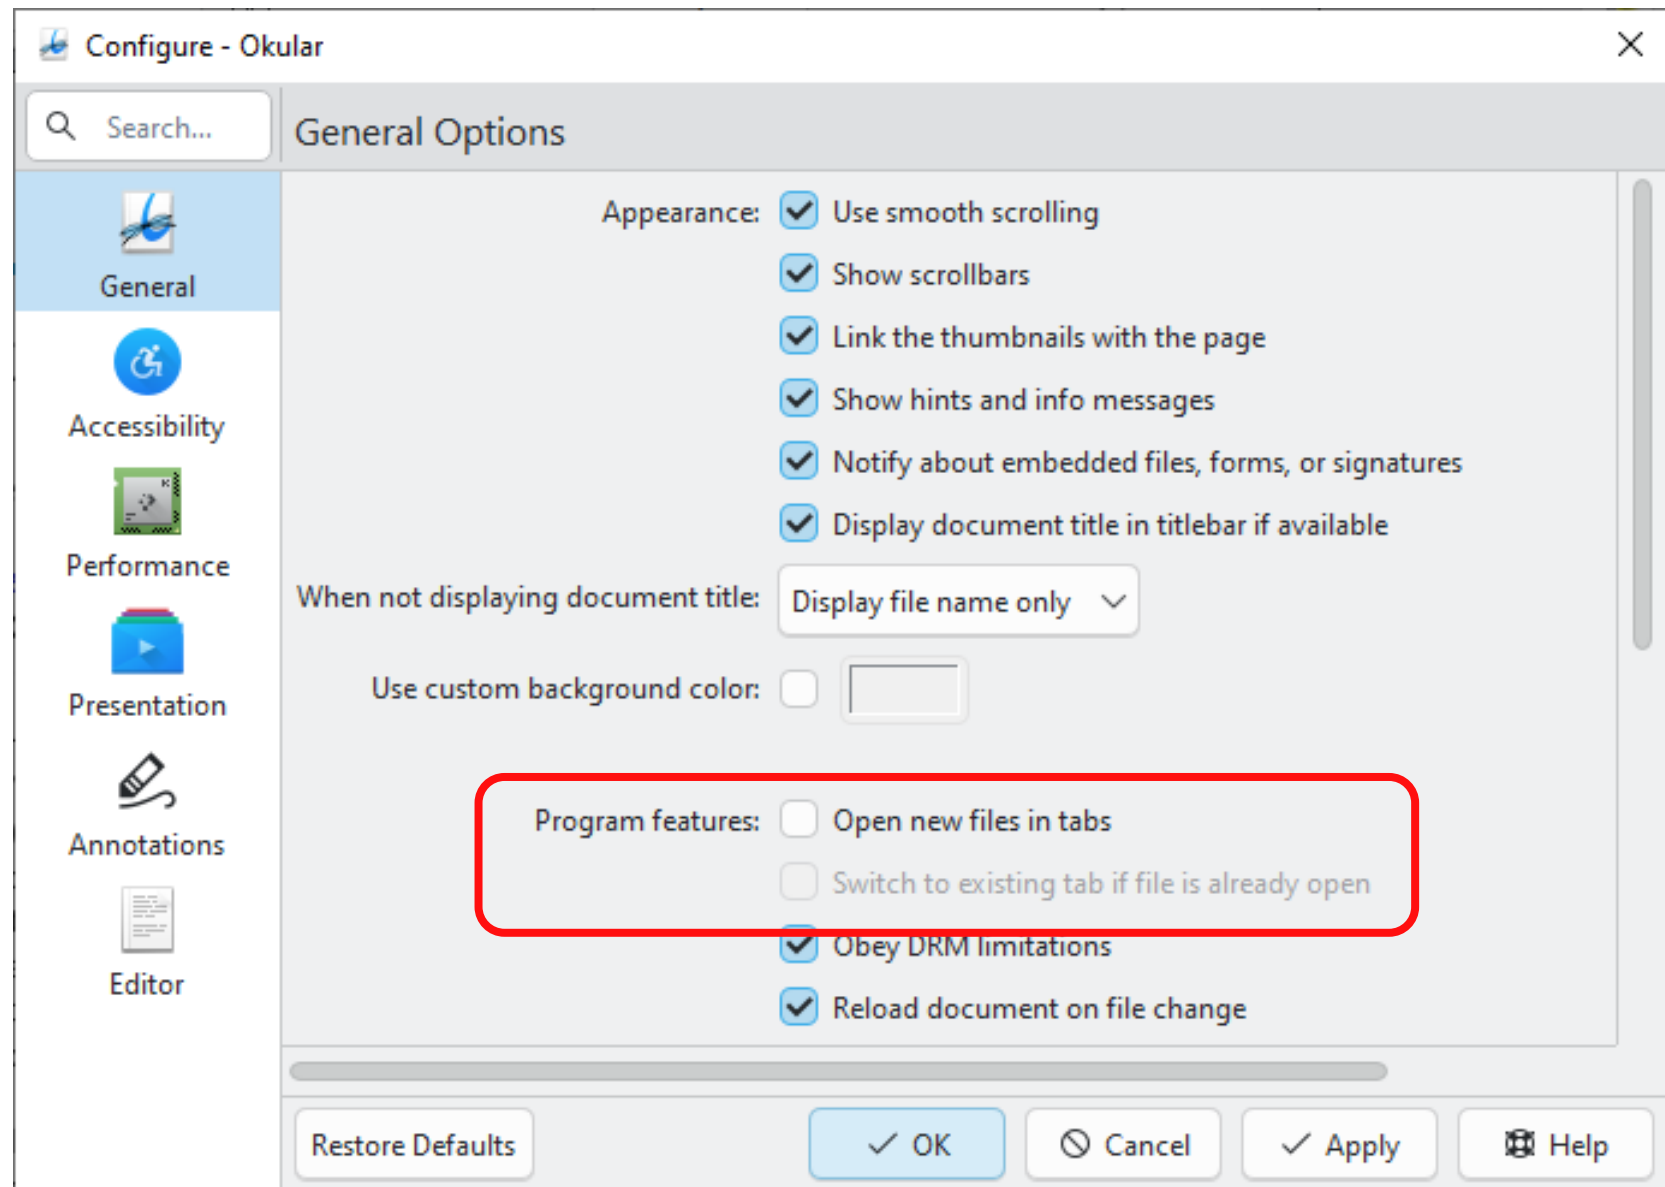 Configure - Okular
Search...
General Options
General
Accessibility
Performance
Presentation
Annotations
Editor
Appearance: Use smooth scrolling
Show scrollbars
Link the thumbnails with the page
Show hints and info messages
Notify about embedded files, forms, or signatures
Display document title in titlebar if available
When not displaying document title: Display file name only
Use custom background color:
Program features: Open new files in tabs
Switch to existing tab if file is already open
Obey DRM limitations
Reload document on file change
Restore Defaults
OK
Cancel
Apply
Help